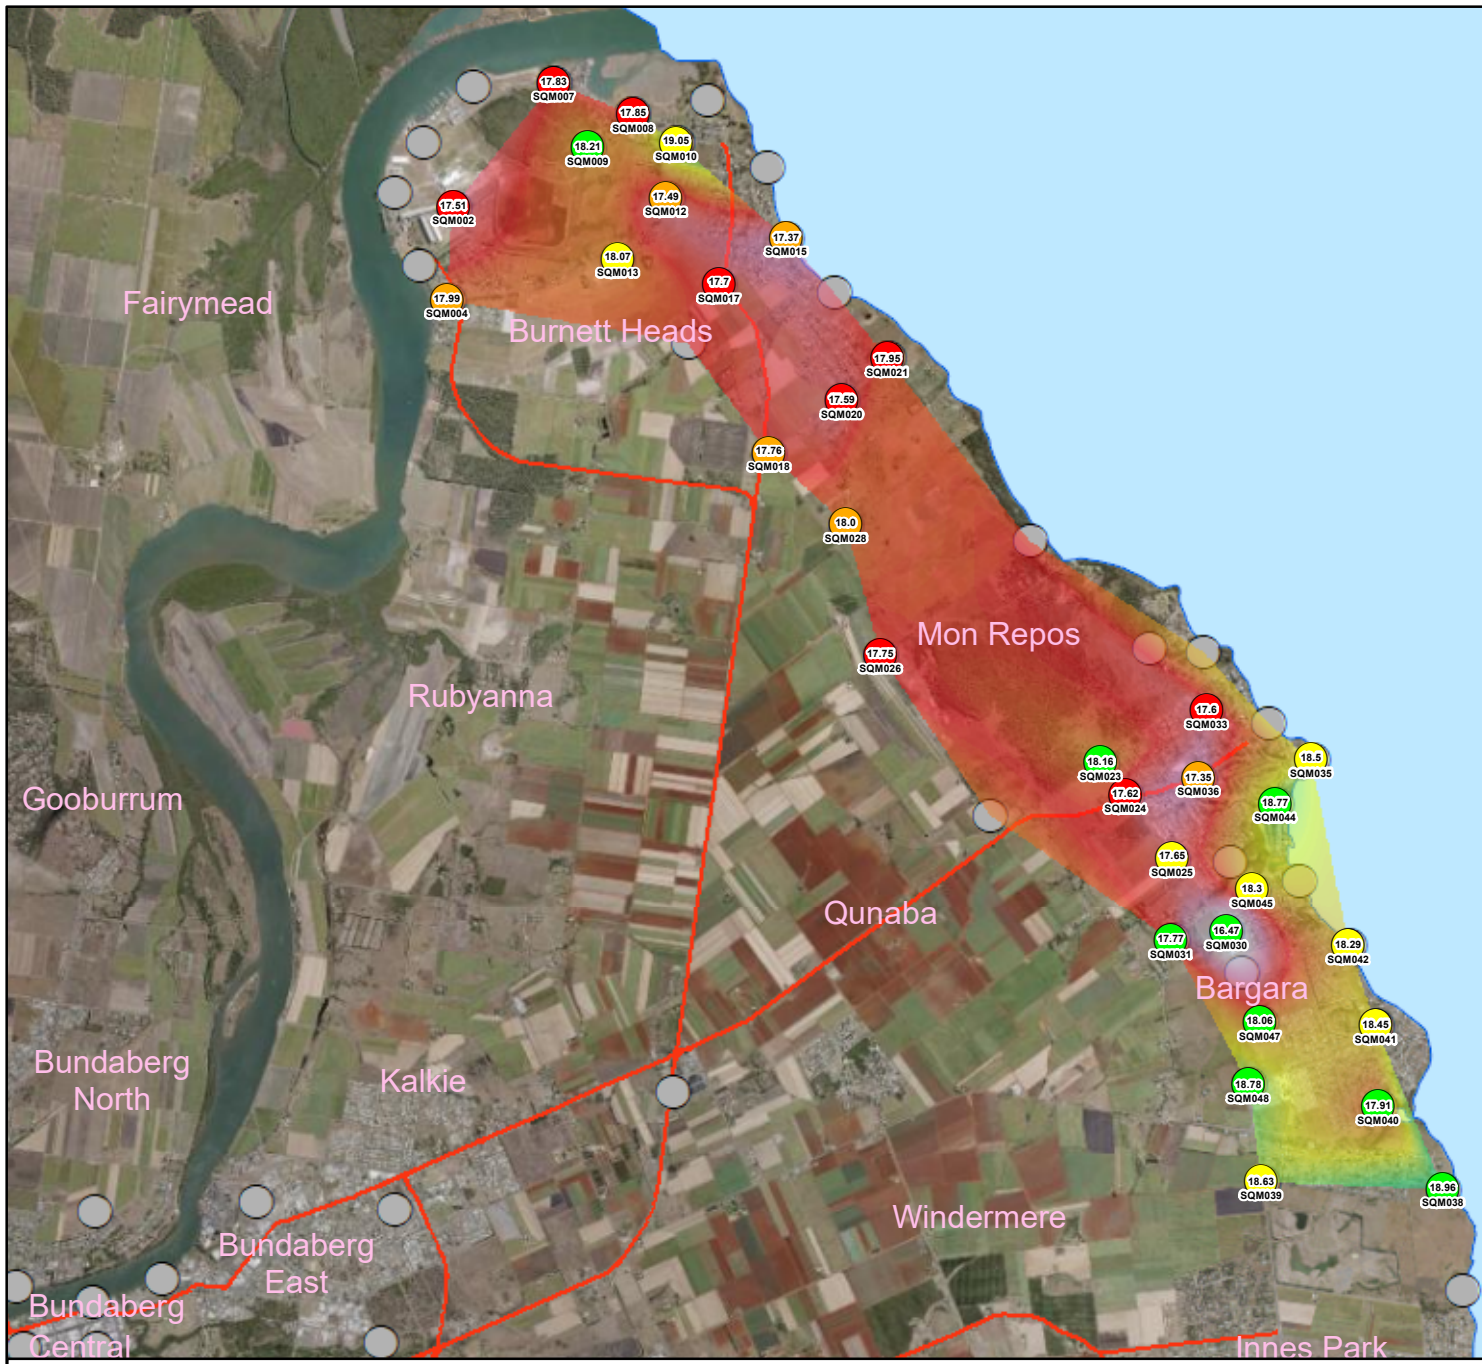 17.83
SQM007
17.85
SQM008
18.21
SQM009
19.05
SQM010
17.49
SQM012
17.51
SQM002
17.37
SQM015
18.07
SQM013
17.7
SQM017
17.99
SQM004
Fairymead
Burnett Heads
17.95
SQM021
17.59
SQM020
17.76
SQM018
18.0
SQM028
Mon Repos
17.75
SQM026
Rubyanna
17.6
SQM033
18.5
SQM035
18.16
SQM023
17.35
SQM036
17.62
SQM024
18.77
SQM044
Gooburrum
17.65
SQM025
18.3
SQM045
Qunaba
16.47
SQM030
17.77
SQM031
18.29
SQM042
Bargara
18.06
SQM047
18.45
SQM041
Bundaberg
North
Kalkie
18.78
SQM048
17.91
SQM040
18.63
SQM039
18.96
SQM038
Windermere
Bundaberg
East
Bundaberg
Central
Innes Park